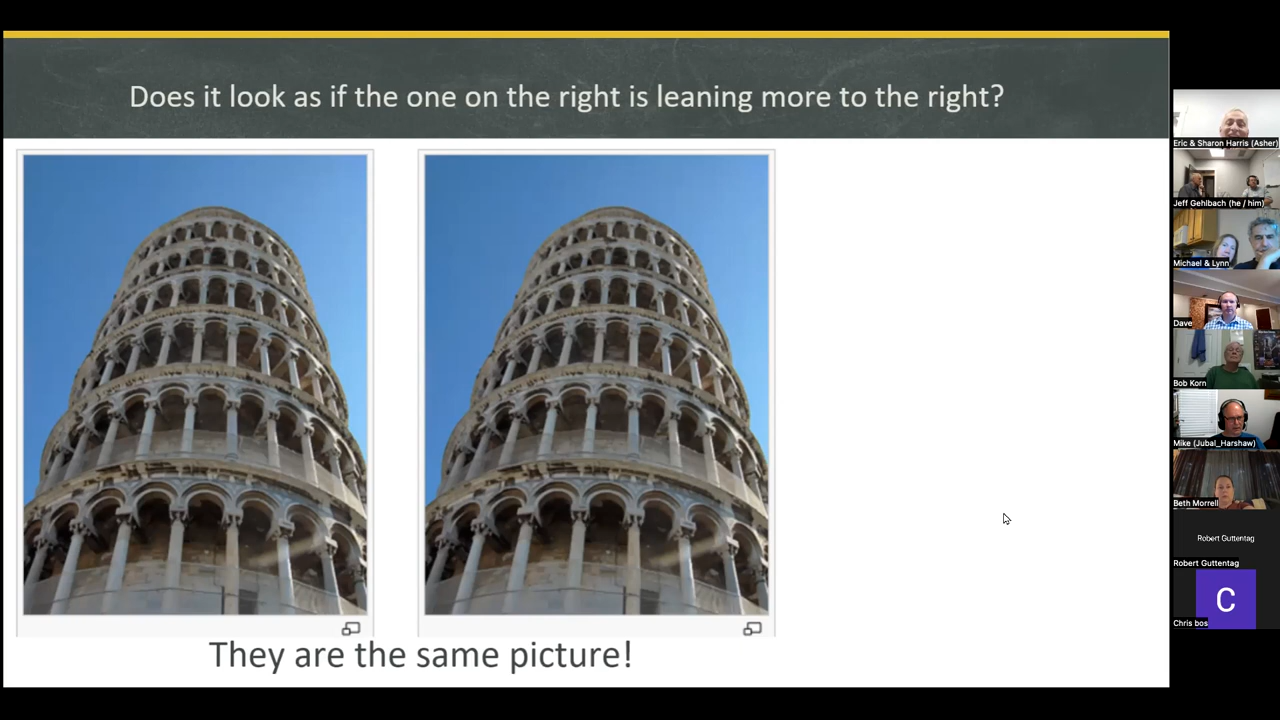 Does it look as if the one on the right is leaning more to the right?
They are the same picture!
Eric & Sharon Harris (Asher)
Jeff Gehlbach (he / him)
Michael & Lynn
Dave
Bob Korn
Mike (Jubal_Harshaw)
Beth Morrell
Robert Guttentag
Robert Guttentag
C
Chris bos